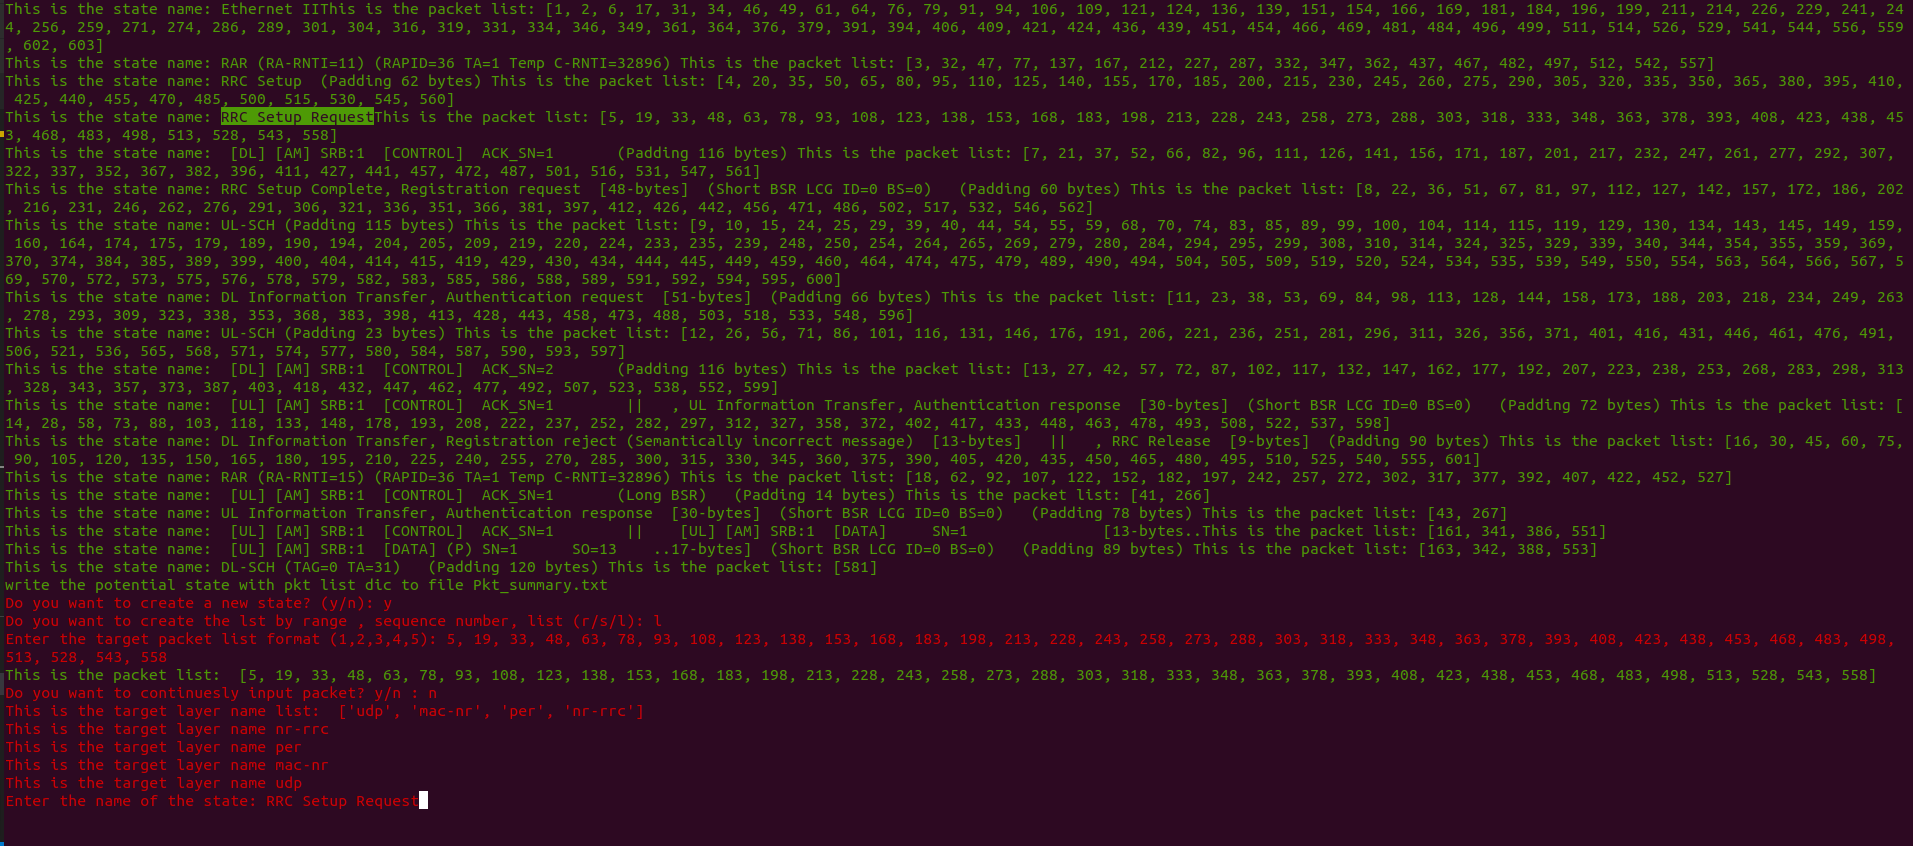 This is the state name: Ethernet IIThis is the packet list: [1, 2, 6, 17, 31, 34, 46, 49, 61, 64, 76, 79, 91, 94, 106, 109, 121, 124, 136, 139, 151, 154, 166, 169, 181, 184, 196, 199, 211, 214, 226, 229, 241, 24
4, 256, 259, 271, 274, 286, 289, 301, 304, 316, 319, 331, 334, 346, 349, 361, 364, 376, 379, 391, 394, 406, 409, 421, 424, 436, 439, 451, 454, 466, 469, 481, 484, 496, 499, 511, 514, 526, 529, 541, 544, 556, 559
, 602, 603]
This is the state name: RAR (RA-RNTI=11) (RAPID=36 TA=1 Temp C-RNTI=32896) This is the packet list: [3, 32, 47, 77, 137, 167, 212, 227, 287, 332, 347, 362, 437, 467, 482, 497, 512, 542, 557]
This is the state name: RRC Setup  (Padding 62 bytes) This is the packet list: [4, 20, 35, 50, 65, 80, 95, 110, 125, 140, 155, 170, 185, 200, 215, 230, 245, 260, 275, 290, 305, 320, 335, 350, 365, 380, 395, 410,
 425, 440, 455, 470, 485, 500, 515, 530, 545, 560]
This is the state name: RRC Setup RequestThis is the packet list: [5, 19, 33, 48, 63, 78, 93, 108, 123, 138, 153, 168, 183, 198, 213, 228, 243, 258, 273, 288, 303, 318, 333, 348, 363, 378, 393, 408, 423, 438, 45
3, 468, 483, 498, 513, 528, 543, 558]
This is the state name:  [DL] [AM] SRB:1  [CONTROL]  ACK_SN=1       (Padding 116 bytes) This is the packet list: [7, 21, 37, 52, 66, 82, 96, 111, 126, 141, 156, 171, 187, 201, 217, 232, 247, 261, 277, 292, 307,
322, 337, 352, 367, 382, 396, 411, 427, 441, 457, 472, 487, 501, 516, 531, 547, 561]
This is the state name: RRC Setup Complete, Registration request  [48-bytes]  (Short BSR LCG ID=0 BS=0)   (Padding 60 bytes) This is the packet list: [8, 22, 36, 51, 67, 81, 97, 112, 127, 142, 157, 172, 186, 202
, 216, 231, 246, 262, 276, 291, 306, 321, 336, 351, 366, 381, 397, 412, 426, 442, 456, 471, 486, 502, 517, 532, 546, 562]
This is the state name: UL-SCH (Padding 115 bytes) This is the packet list: [9, 10, 15, 24, 25, 29, 39, 40, 44, 54, 55, 59, 68, 70, 74, 83, 85, 89, 99, 100, 104, 114, 115, 119, 129, 130, 134, 143, 145, 149, 159,
 160, 164, 174, 175, 179, 189, 190, 194, 204, 205, 209, 219, 220, 224, 233, 235, 239, 248, 250, 254, 264, 265, 269, 279, 280, 284, 294, 295, 299, 308, 310, 314, 324, 325, 329, 339, 340, 344, 354, 355, 359, 369,
370, 374, 384, 385, 389, 399, 400, 404, 414, 415, 419, 429, 430, 434, 444, 445, 449, 459, 460, 464, 474, 475, 479, 489, 490, 494, 504, 505, 509, 519, 520, 524, 534, 535, 539, 549, 550, 554, 563, 564, 566, 567, 5
69, 570, 572, 573, 575, 576, 578, 579, 582, 583, 585, 586, 588, 589, 591, 592, 594, 595, 600]
This is the state name: DL Information Transfer, Authentication request  [51-bytes]  (Padding 66 bytes) This is the packet list: [11, 23, 38, 53, 69, 84, 98, 113, 128, 144, 158, 173, 188, 203, 218, 234, 249, 263
, 278, 293, 309, 323, 338, 353, 368, 383, 398, 413, 428, 443, 458, 473, 488, 503, 518, 533, 548, 596]
This is the state name: UL-SCH (Padding 23 bytes) This is the packet list: [12, 26, 56, 71, 86, 101, 116, 131, 146, 176, 191, 206, 221, 236, 251, 281, 296, 311, 326, 356, 371, 401, 416, 431, 446, 461, 476, 491,
506, 521, 536, 565, 568, 571, 574, 577, 580, 584, 587, 590, 593, 597]
This is the state name:  [DL] [AM] SRB:1  [CONTROL]  ACK_SN=2       (Padding 116 bytes) This is the packet list: [13, 27, 42, 57, 72, 87, 102, 117, 132, 147, 162, 177, 192, 207, 223, 238, 253, 268, 283, 298, 313
, 328, 343, 357, 373, 387, 403, 418, 432, 447, 462, 477, 492, 507, 523, 538, 552, 599]
This is the state name:  [UL] [AM] SRB:1  [CONTROL]  ACK_SN=1        ||   , UL Information Transfer, Authentication response  [30-bytes]  (Short BSR LCG ID=0 BS=0)   (Padding 72 bytes) This is the packet list: [
14, 28, 58, 73, 88, 103, 118, 133, 148, 178, 193, 208, 222, 237, 252, 282, 297, 312, 327, 358, 372, 402, 417, 433, 448, 463, 478, 493, 508, 522, 537, 598]
This is the state name: DL Information Transfer, Registration reject (Semantically incorrect message)  [13-bytes]   ||   , RRC Release  [9-bytes]  (Padding 90 bytes) This is the packet list: [16, 30, 45, 60, 75,
 90, 105, 120, 135, 150, 165, 180, 195, 210, 225, 240, 255, 270, 285, 300, 315, 330, 345, 360, 375, 390, 405, 420, 435, 450, 465, 480, 495, 510, 525, 540, 555, 601]
This is the state name: RAR (RA-RNTI=15) (RAPID=36 TA=1 Temp C-RNTI=32896) This is the packet list: [18, 62, 92, 107, 122, 152, 182, 197, 242, 257, 272, 302, 317, 377, 392, 407, 422, 452, 527]
This is the state name:  [UL] [AM] SRB:1  [CONTROL]  ACK_SN=1       (Long BSR)   (Padding 14 bytes) This is the packet list: [41, 266]
This is the state name: UL Information Transfer, Authentication response  [30-bytes]  (Short BSR LCG ID=0 BS=0)   (Padding 78 bytes) This is the packet list: [43, 267]
This is the state name:  [UL] [AM] SRB:1  [CONTROL]  ACK_SN=1        ||    [UL] [AM] SRB:1  [DATA]     SN=1               [13-bytes..This is the packet list: [161, 341, 386, 551]
This is the state name:  [UL] [AM] SRB:1  [DATA] (P) SN=1      SO=13    ..17-bytes]  (Short BSR LCG ID=0 BS=0)   (Padding 89 bytes) This is the packet list: [163, 342, 388, 553]
This is the state name: DL-SCH (TAG=0 TA=31)   (Padding 120 bytes) This is the packet list: [581]
write the potential state with pkt list dic to file Pkt_summary.txt
Do you want to create a new state? (y/n): y
Do you want to create the lst by range , sequence number, list (r/s/l): l
Enter the target packet list format (1,2,3,4,5): 5, 19, 33, 48, 63, 78, 93, 108, 123, 138, 153, 168, 183, 198, 213, 228, 243, 258, 273, 288, 303, 318, 333, 348, 363, 378, 393, 408, 423, 438, 453, 468, 483, 498,
513, 528, 543, 558
This is the packet list:  [5, 19, 33, 48, 63, 78, 93, 108, 123, 138, 153, 168, 183, 198, 213, 228, 243, 258, 273, 288, 303, 318, 333, 348, 363, 378, 393, 408, 423, 438, 453, 468, 483, 498, 513, 528, 543, 558]
Do you want to continuesly input packet? y/n : n
This is the target layer name list:  ['udp', 'mac-nr', 'per', 'nr-rrc']
This is the target layer name nr-rrc
This is the target layer name per
This is the target layer name mac-nr
This is the target layer name udp
Enter the name of the state: RRC Setup Request